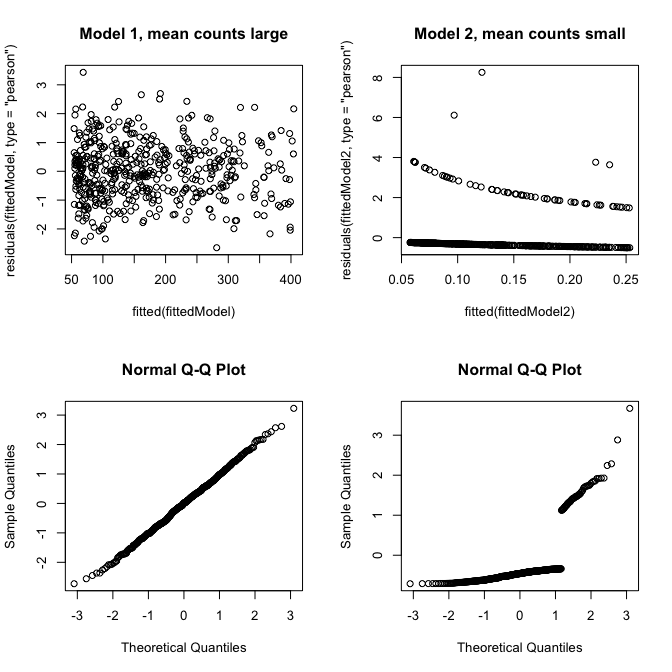 Model 1, mean counts large
residuals(fittedModel, type = "pearson")
3
2
1
0
-1
-2
50 100 200 300 400
fitted(fittedModel)
Model 2, mean counts small
residuals(fittedModel2, type = "pearson")
8
6
4
2
0
0.05 0.10 0.15 0.20 0.25
fitted(fittedModel2)
Normal Q-Q Plot
Sample Quantiles
3
2
1
0
-1
-2
-3 -2 -1 0 1 2 3
Theoretical Quantiles
Normal Q-Q Plot
Sample Quantiles
3
2
1
0
-3 -2 -1 0 1 2 3
Theoretical Quantiles